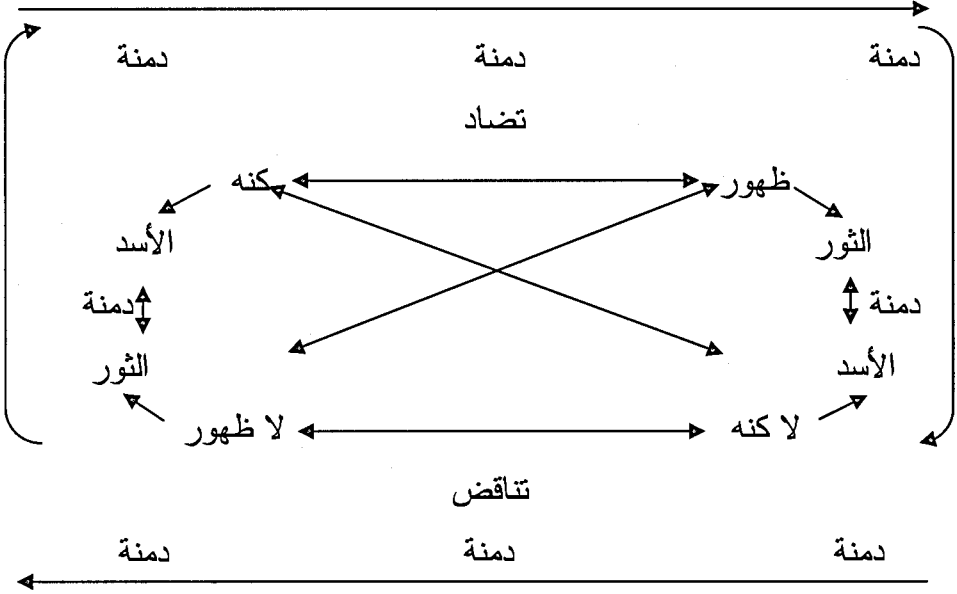 دمنة دمنة دمنة
تضاد
ظهور كنه
الثور الأسد
دمنة دمنة
الأسد الثور
لا كنه لا ظهور
تناقض
دمنة دمنة دمنة